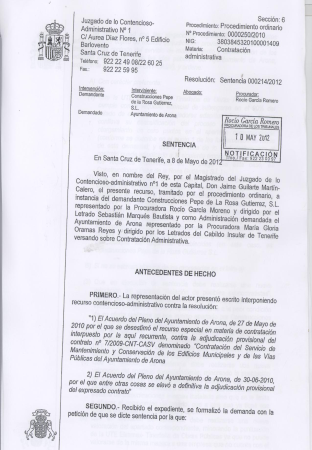 Sección: 6
Juzgado de lo Contencioso-
Administrativo Nº 1
C/ Aurea Díaz Flores, nº 5 Edificio
Barlovento
Santa Cruz de Tenerife
Teléfono: 922 22 49 08/22 60 25
Fax.: 922 22 59 95
Procedimiento: Procedimiento ordinario
Nº Procedimiento: 0000250/2010
NIG: 3803845320100001409
Materia: Contratación
administrativa
Resolución: Sentencia 000214/2012
Intervención: Interviniente: Abogado: Procurador:
Demandante Construcciones Pepe Rocío García Romero
de la Rosa Gutierrez,
S.L.
Demandado Ayuntamiento de Arona
Rocío García Romero
PROCURADORA DE LOS TRIBUNALES
10 MAY 2012
NOTIFICACIÓN
SENTENCIA
En Santa Cruz de Tenerife, a 8 de Mayo de 2012
Visto, en nombre del Rey, por el Magistrado del Juzgado de lo
Contencioso-administrativo nº1 de esta Capital, Don Jaime Guilarte Martín-
Calero, el presente recurso, tramitado por el procedimiento ordinario, a
instancia del demandante Construcciones Pepe de La Rosa Gutierrez, S.L.
representado por la Procuradora Rocío García Moreno y dirigido por el
Letrado Sebastián Marqués Bautista y como Administración demandada el
Ayuntamiento de Arona representado por la Procuradora María Gloria
Oramas Reyes y dirigido por los Letrados del Cabildo Insular de Tenerife
versando sobre Contratación Administrativa.
ANTECEDENTES DE HECHO
PRIMERO.- La representación del actor presentó escrito interponiendo
recurso contencioso-administrativo contra la resolución:
"1) El Acuerdo del Pleno del Ayuntamiento de Arona, de 27 de Mayo de
2010 por el que se desestimó el recurso especial en materia de contratación
interpuesto por la aquí recurrente, contra la adjudicación provisional del
contrato nº 7/2009-CNT-CASV denominado "Contratación del Servicio de
Mantenimiento y Conservación de los Edificios Municipales y de las Vías
Públicas del Ayuntamiento de Arona
2) El Acuerdo del Pleno del Ayuntamiento de Arona, de 30-06-2010,
por el que entre otras cosas se elevó a definitiva la adjudicación provisional
del expresado contrato"
SEGUNDO.- Recibido el expediente, se formalizó la demanda con la
petición de que se dicte sentencia por la que: